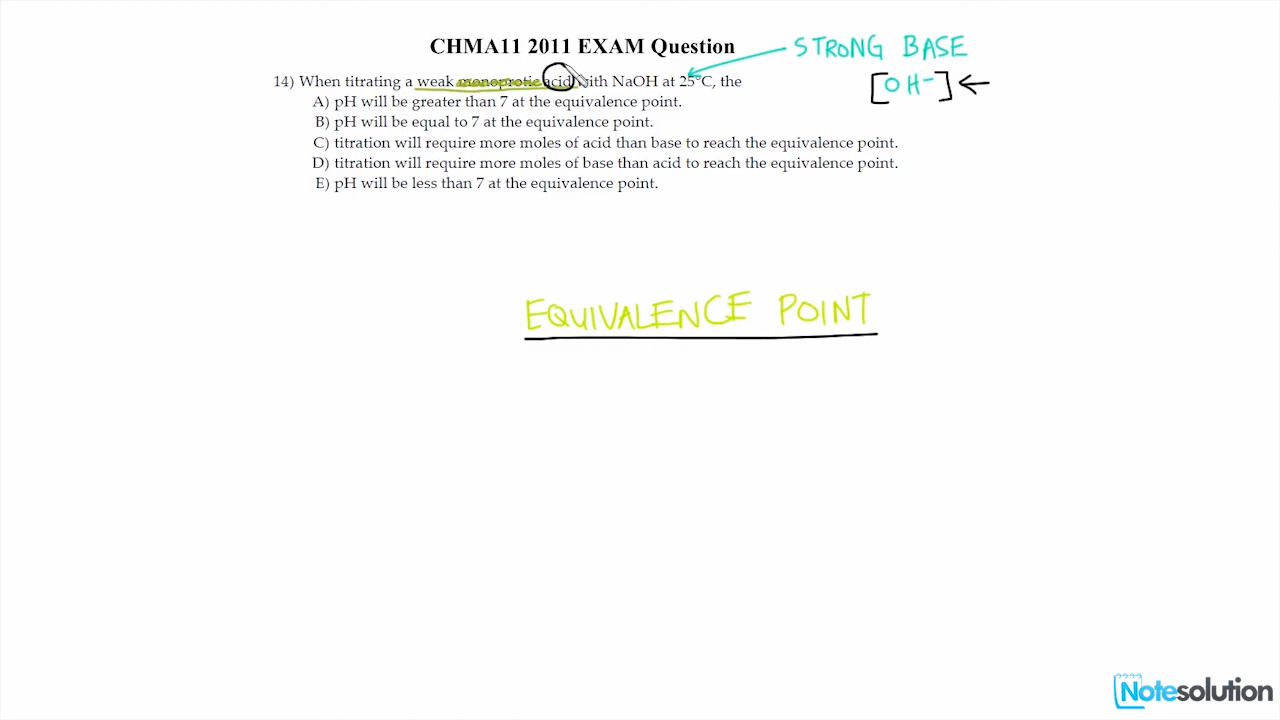 CHMA11 2011 EXAM Question
STRONG BASE
[OH-] ←
14) When titrating a weak monoprotic acid with NaOH at 25°C, the
A) pH will be greater than 7 at the equivalence point.
B) pH will be equal to 7 at the equivalence point.
C) titration will require more moles of acid than base to reach the equivalence point.
D) titration will require more moles of base than acid to reach the equivalence point.
E) pH will be less than 7 at the equivalence point.
EQUIVALENCE POINT
Notesolution